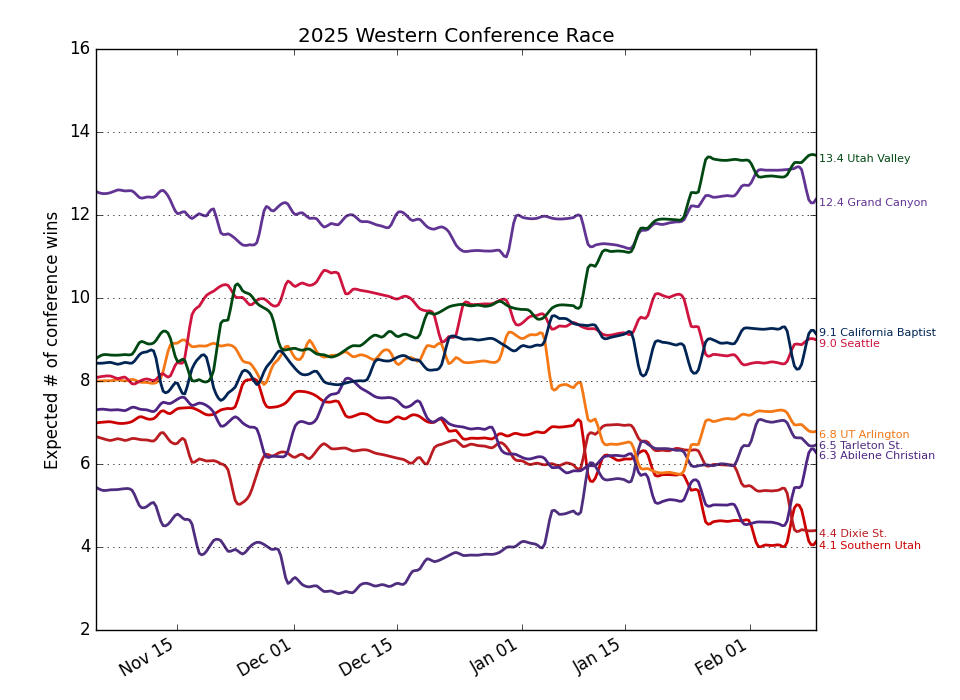 2025 Western Conference Race
Expected # of conference wins
16
14
12
10
8
6
4
2
13.4 Utah Valley
12.4 Grand Canyon
9.1 California Baptist
9.0 Seattle
6.8 UT Arlington
6.5 Tarleton St.
6.3 Abilene Christian
4.4 Dixie St.
4.1 Southern Utah
Nov 15
Dec 01
Dec 15
Jan 01
Jan 15
Feb 01